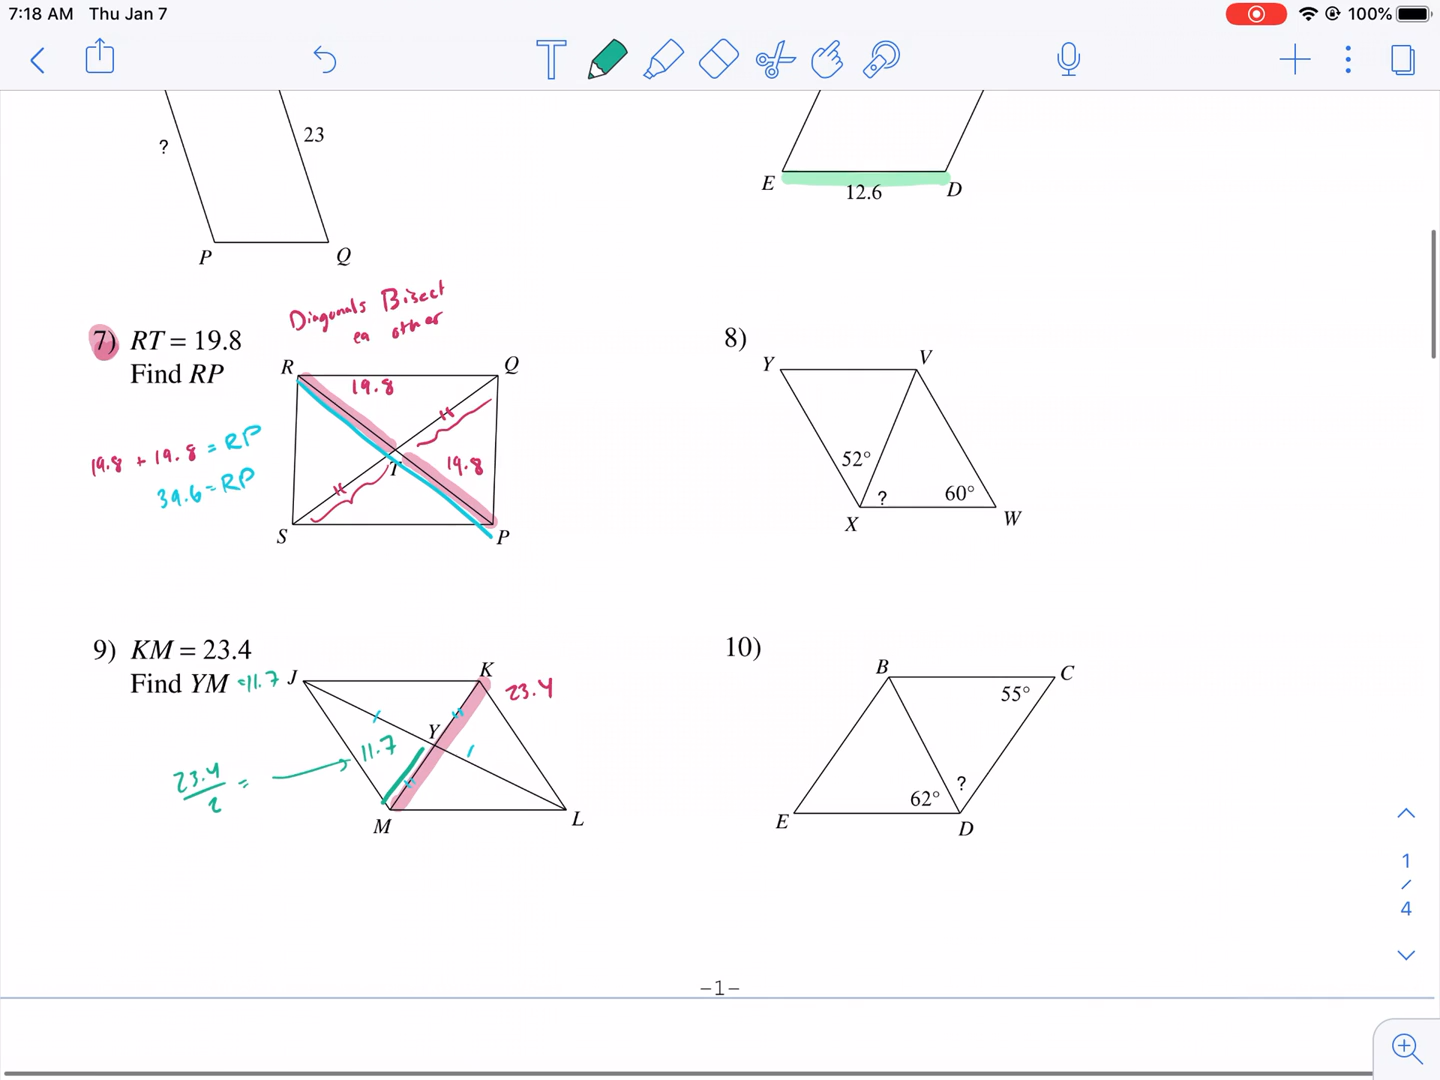 7:18 AM Thu Jan 7
100%
T
?
23
P
Q
E
12.6
D
Diagonals Bisect
ea other
7) RT = 19.8
Find RP
R
Q
19.8
19.8
T
S
P
19.8 + 19.8 = RP
39.6 = RP
8)
Y
V
52°
?
60°
X
W
9) KM = 23.4
Find YM = 11.7
J
K
23.4
Y
11.7
23.4
2
=
M
L
10)
B
C
55°
?
62°
E
D
1
/
4
-1-